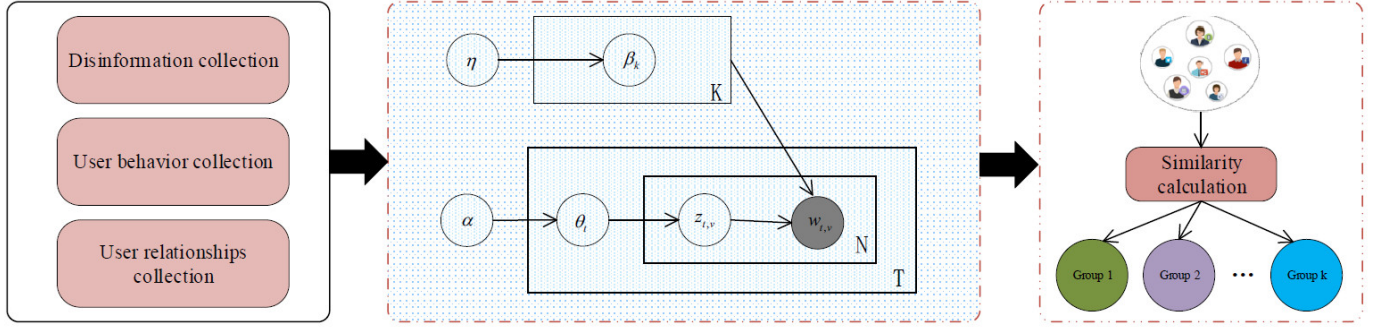 Disinformation collection
User behavior collection
User relationships
collection
η
β_k
K
α
θ_t
z_{t,v}
w_{t,v}
N
T
Similarity
calculation
Group 1
Group 2
...
Group k